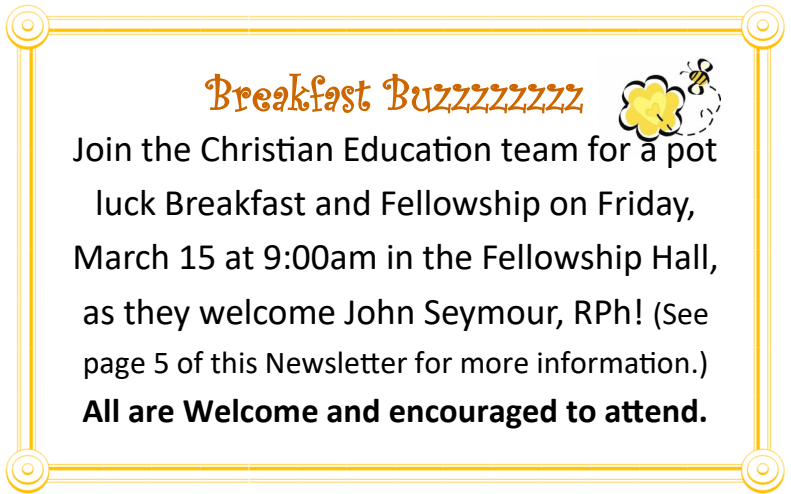 Breakfast Buzzzzzzzzz
Join the Christian Education team for a pot
luck Breakfast and Fellowship on Friday,
March 15 at 9:00am in the Fellowship Hall,
as they welcome John Seymour, RPh! (See
page 5 of this Newsletter for more information.)
All are Welcome and encouraged to attend.